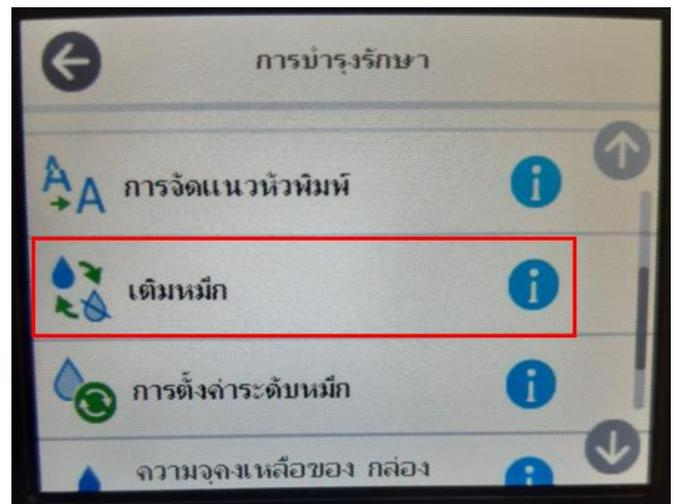 การบำรุงรักษา
A A การจัดแนวหัวพิมพ์ i
เติมหมึก i
การตั้งค่าระดับหมึก i
ความจุคงเหลือของ กล่อง i